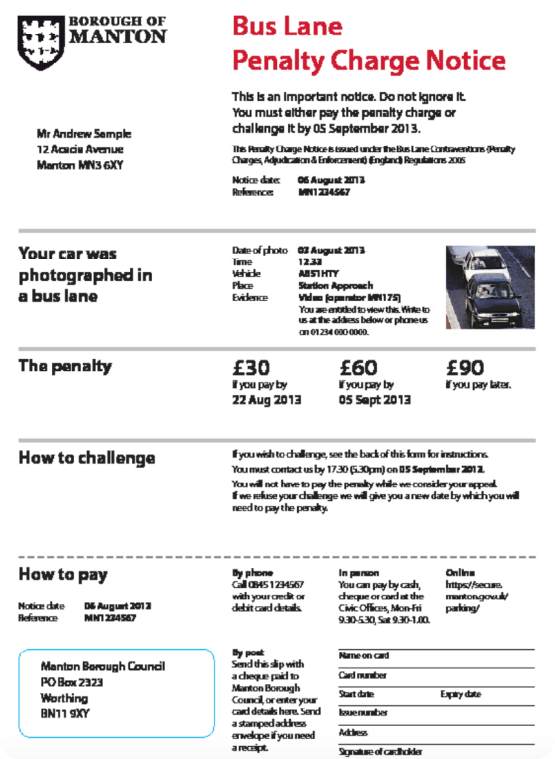 BOROUGH OF
MANTON
Bus Lane
Penalty Charge Notice
This is an important notice. Do not ignore it.
You must either pay the penalty charge or
challenge it by 05 September 2013.
Mr Andrew Sample
12 Acacia Avenue
Manton MN3 6XY
This Penalty Charge Notice is issued under the Bus Lane Contraventions (Penalty
Charges, Adjudication & Enforcement) (England) Regulations 2005
Notice date: 06 August 2013
Reference: MN1234567
Your car was
photographed in
a bus lane
Date of photo 03 August 2013
Time 12.32
Vehicle AB51HTY
Place Station Approach
Evidence Video (operator MN175)
You are entitled to view this. Write to
us at the address below or phone us
on 01234 000 0000.
The penalty
£30
if you pay by
22 Aug 2013
£60
if you pay by
05 Sept 2013
£90
if you pay later.
How to challenge
If you wish to challenge, see the back of this form for instructions.
You must contact us by 17.30 (5.30pm) on 05 September 2013.
You will not have to pay the penalty while we consider your appeal.
If we refuse your challenge we will give you a new date by which you will
need to pay the penalty.
How to pay
Notice date 06 August 2013
Reference MN1234567
By phone
Call 0845 1234567
with your credit or
debit card details.
In person
You can pay by cash,
cheque or card at the
Civic Offices, Mon-Fri
9.30-5.30, Sat 9.30-1.00.
Online
https://secure.
manton.gov.uk/
parking/
Manton Borough Council
PO Box 2323
Worthing
BN11 9XY
By post
Send this slip with
a cheque paid to
Manton Borough
Council, or enter your
card details here. Send
a stamped address
envelope if you need
a receipt.
Name on card
Card number
Start date Expiry date
Issue number
Address
Signature of cardholder